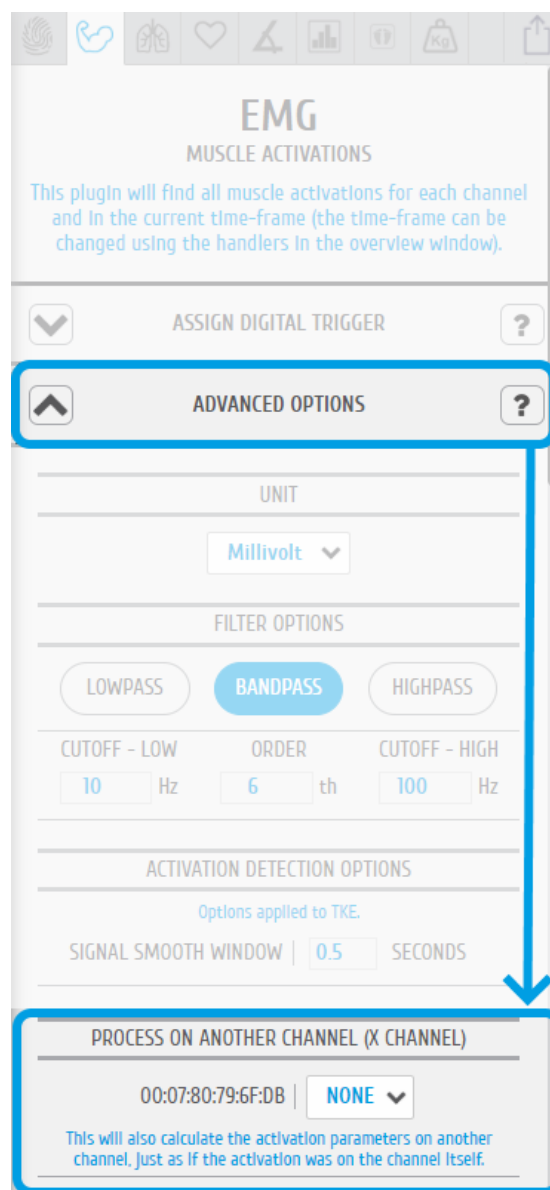 Kg
EMG
MUSCLE ACTIVATIONS
This plugin will find all muscle activations for each channel
and in the current time-frame (the time-frame can be
changed using the handlers in the overview window).
ASSIGN DIGITAL TRIGGER ?
ADVANCED OPTIONS ?
UNIT
Millivolt
FILTER OPTIONS
LOWPASS BANDPASS HIGHPASS
CUTOFF - LOW ORDER CUTOFF - HIGH
10 Hz 6 th 100 Hz
ACTIVATION DETECTION OPTIONS
Options applied to TKE.
SIGNAL SMOOTH WINDOW | 0.5 SECONDS
PROCESS ON ANOTHER CHANNEL (X CHANNEL)
00:07:80:79:6F:DB | NONE
This will also calculate the activation parameters on another
channel, just as if the activation was on the channel itself.